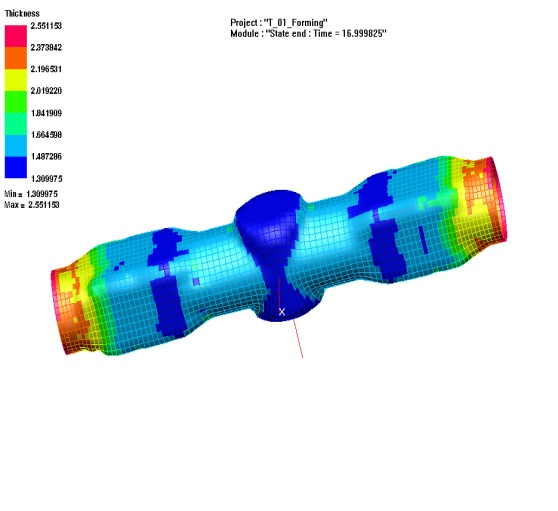 Thickness
2.551153
2.373842
2.196531
2.019220
1.841909
1.664598
1.487286
1.309975
Min = 1.309975
Max = 2.551153
Project : "T_01_Forming"
Module : "State end : Time = 16.999825"
X